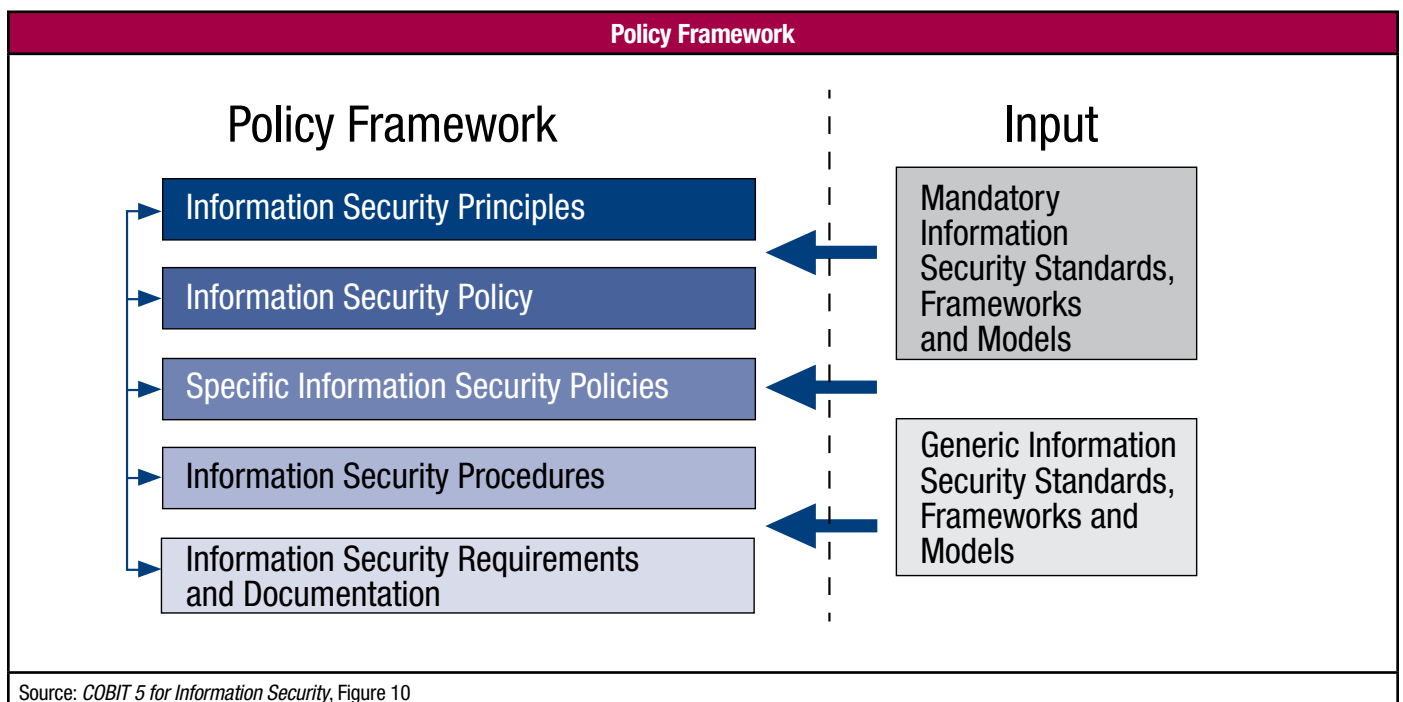 Policy Framework
Policy Framework
Input
Information Security Principles
Information Security Policy
Specific Information Security Policies
Information Security Procedures
Information Security Requirements
and Documentation
Mandatory
Information
Security Standards,
Frameworks
and Models
Generic Information
Security Standards,
Frameworks and
Models
Source: COBIT 5 for Information Security, Figure 10